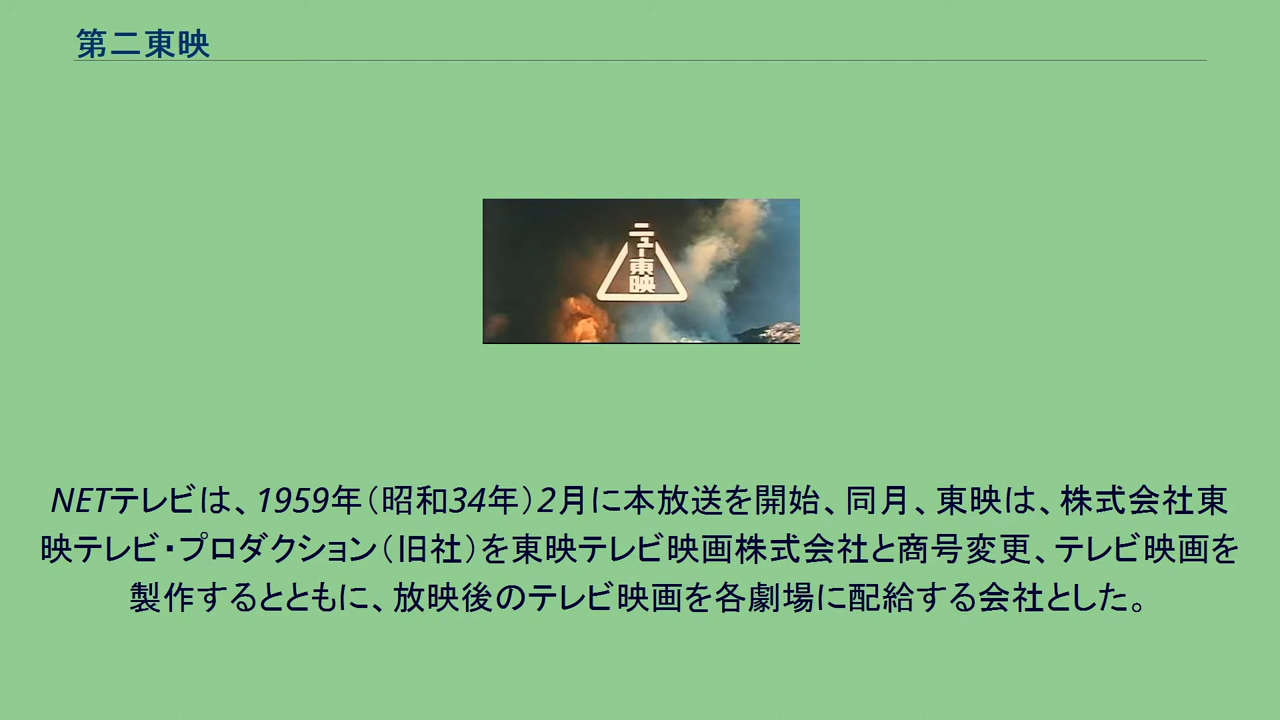 第二東映
ニュー東映
NETテレビは、1959年（昭和34年）2月に本放送を開始、同月、東映は、株式会社東
映テレビ・プロダクション（旧社）を東映テレビ映画株式会社と商号変更、テレビ映画を
製作するとともに、放映後のテレビ映画を各劇場に配給する会社とした。